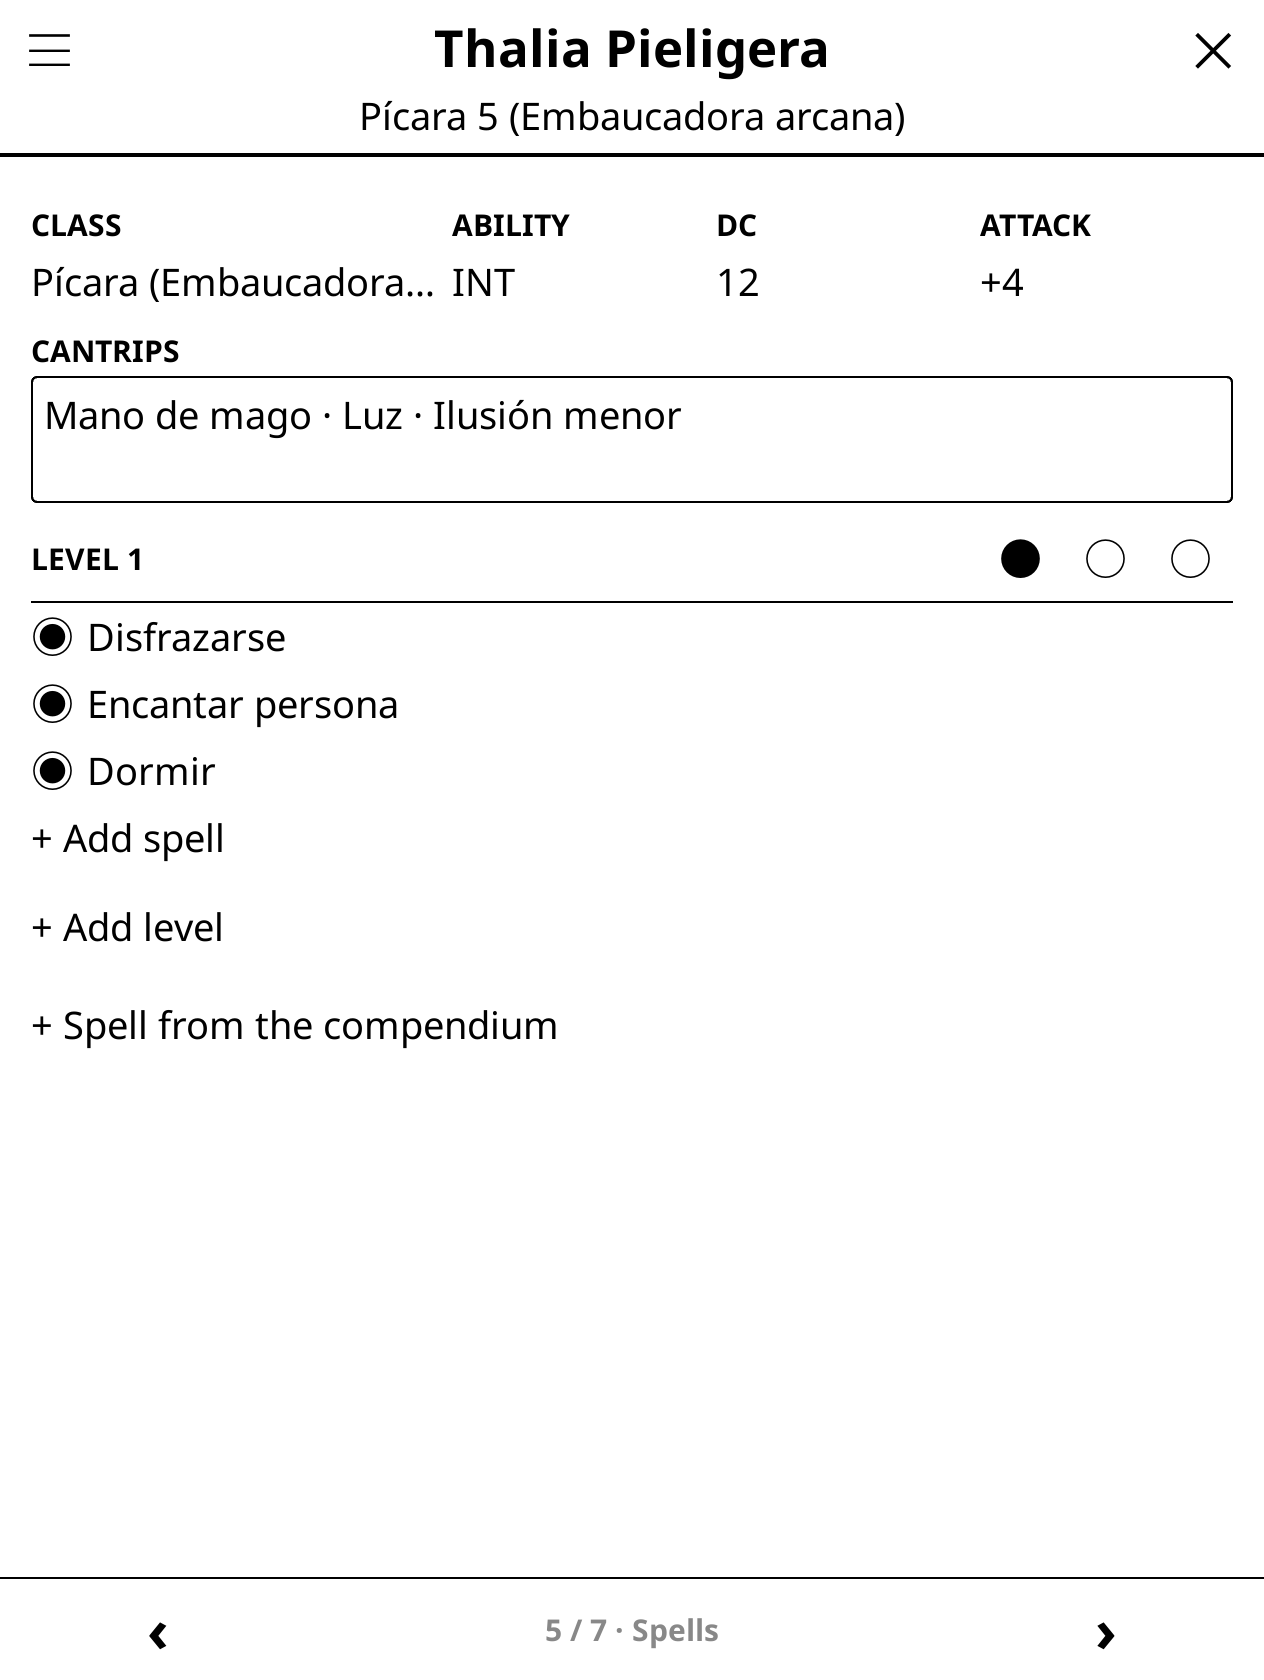 Thalia Pieligera
Pícara 5 (Embaucadora arcana)
CLASS ABILITY DC ATTACK
Pícara (Embaucadora... INT 12 +4
CANTRIPS
Mano de mago · Luz · Ilusión menor
LEVEL 1
Disfrazarse
Encantar persona
Dormir
+ Add spell
+ Add level
+ Spell from the compendium
‹ 5 / 7 · Spells ›